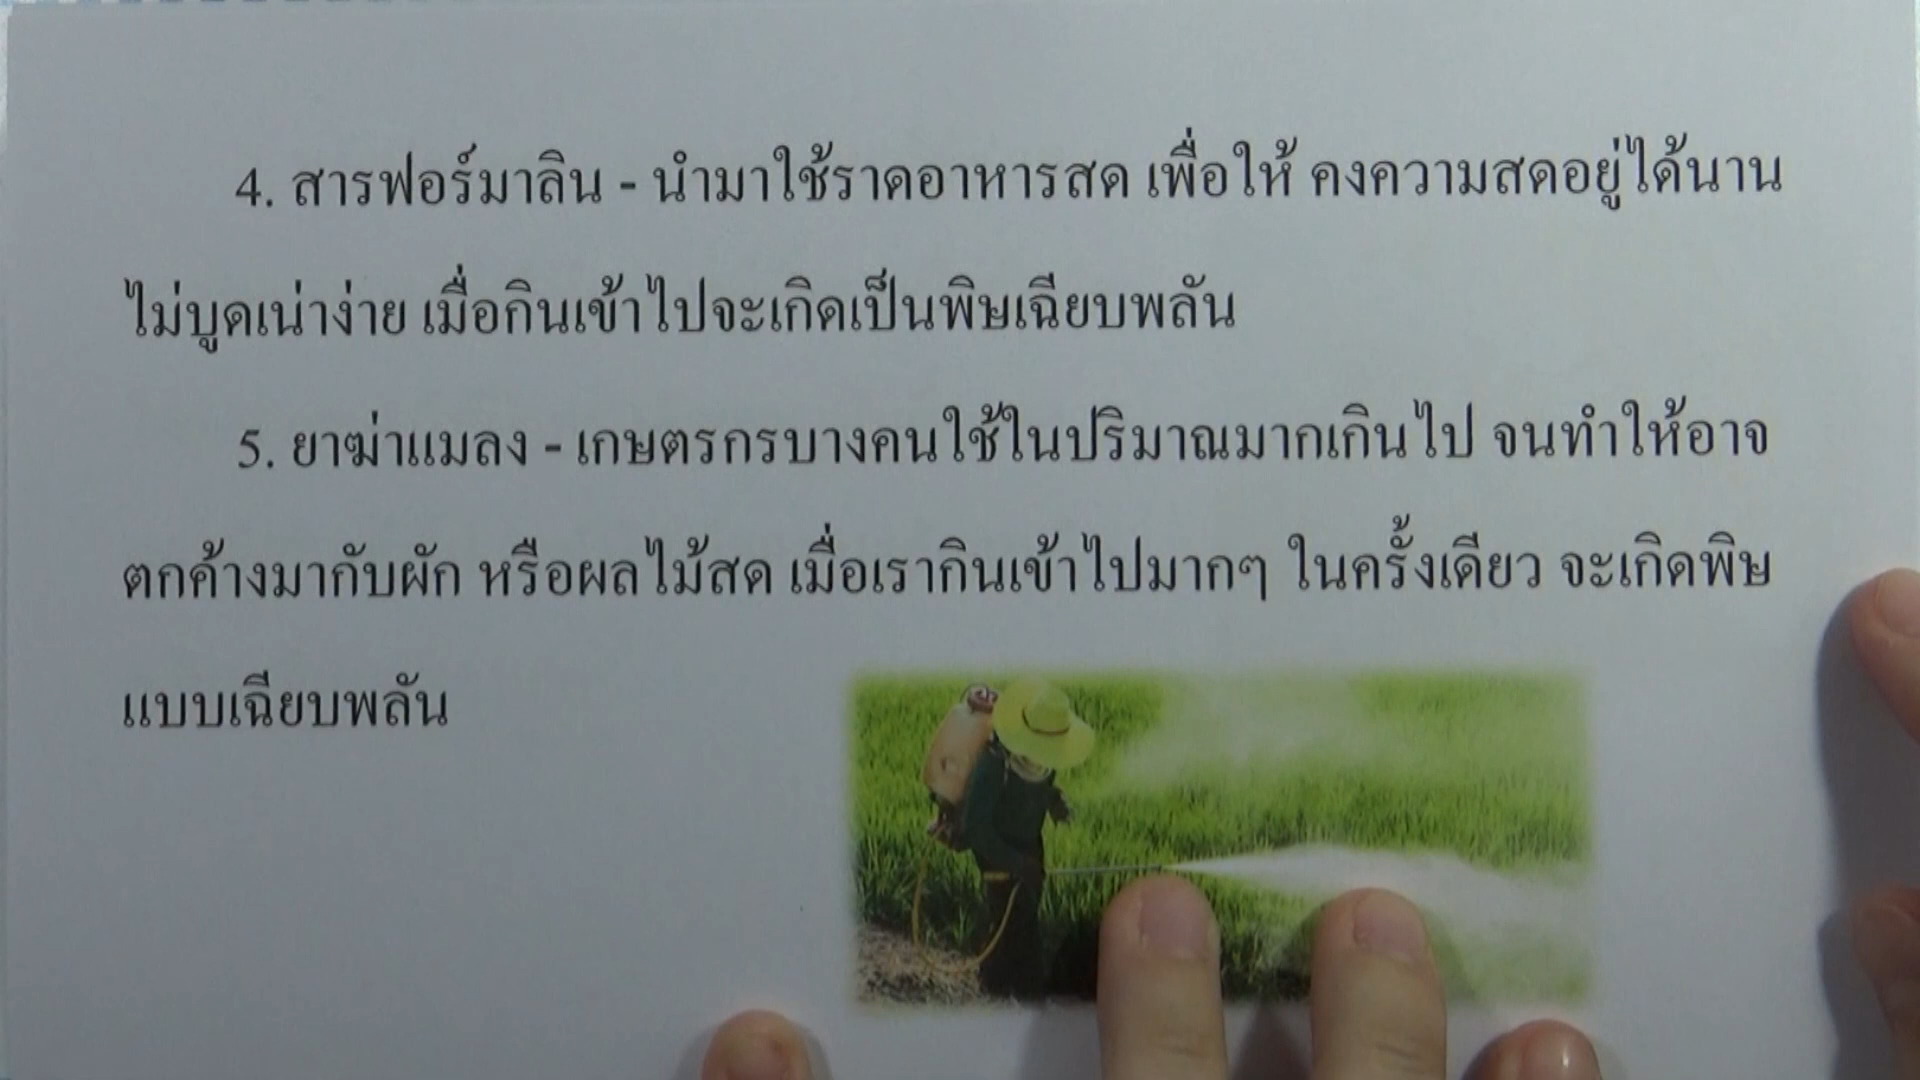 4. สารฟอร์มาลิน - นำมาใช้ราดอาหารสด เพื่อให้ คงความสดอยู่ได้นาน
ไม่บูดเน่าง่าย เมื่อกินเข้าไปจะเกิดเป็นพิษเฉียบพลัน
5. ยาฆ่าแมลง - เกษตรกรบางคนใช้ในปริมาณมากเกินไป จนทำให้อาจ
ตกค้างมากับผัก หรือผลไม้สด เมื่อเรากินเข้าไปมากๆ ในครั้งเดียว จะเกิดพิษ
แบบเฉียบพลัน